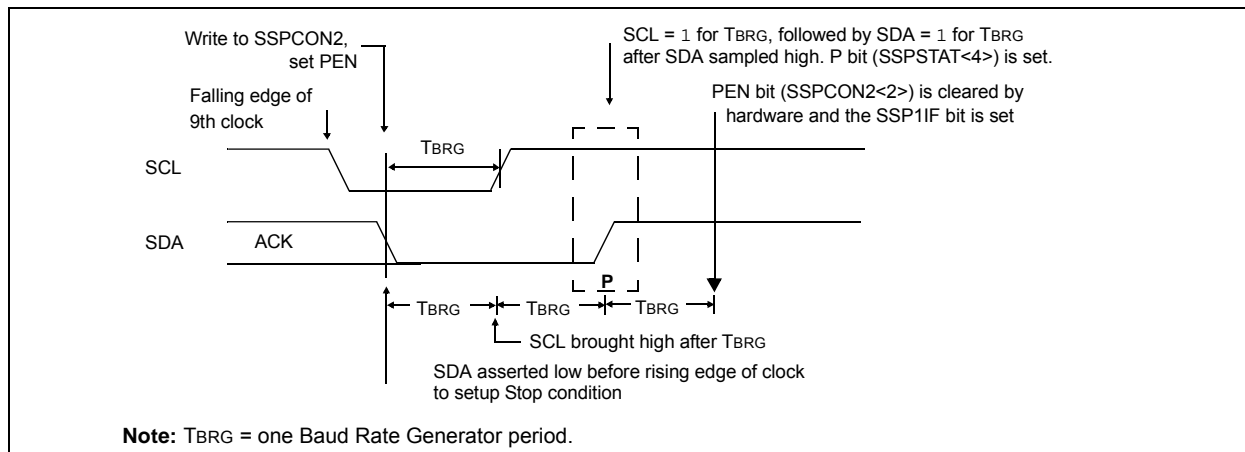 Write to SSPCON2,
set PEN
SCL = 1 for TBRG, followed by SDA = 1 for TBRG
after SDA sampled high. P bit (SSPSTAT<4>) is set.
Falling edge of
9th clock
PEN bit (SSPCON2<2>) is cleared by
hardware and the SSP1IF bit is set
TBRG
SCL
SDA
ACK
P
TBRG
TBRG
TBRG
SCL brought high after TBRG
SDA asserted low before rising edge of clock
to setup Stop condition
Note: TBRG = one Baud Rate Generator period.